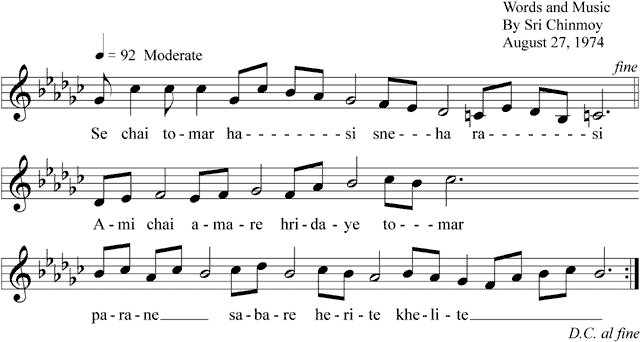 Words and Music
By Sri Chinmoy
August 27, 1974
= 92 Moderate
fine
Se chai to-mar ha--------si sne---ha ra-----si
A-mi chai a-ma-re hri-da-ye to---mar
pa-ra-ne____ sa-ba-re he-ri-te khe-li-te____
D.C. al fine